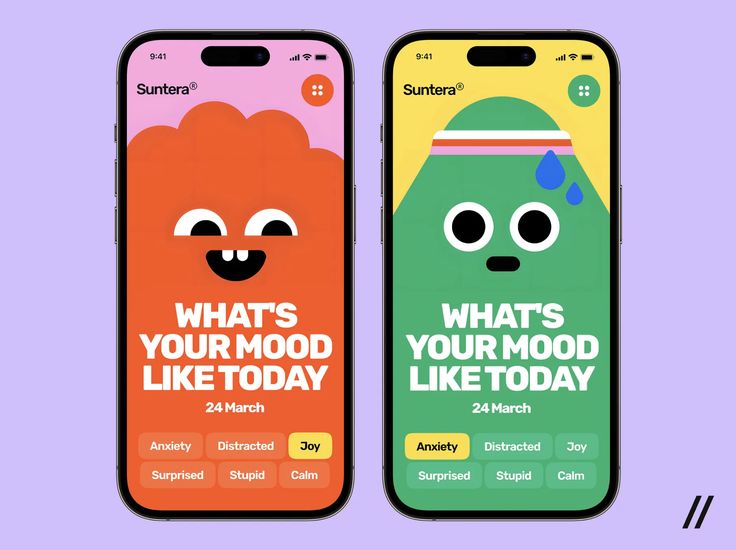 9:41
Suntera®
WHAT'S
YOUR MOOD
LIKE TODAY
24 March
Anxiety Distracted Joy
Surprised Stupid Calm
9:41
Suntera®
WHAT'S
YOUR MOOD
LIKE TODAY
24 March
Anxiety Distracted Joy
Surprised Stupid Calm
//